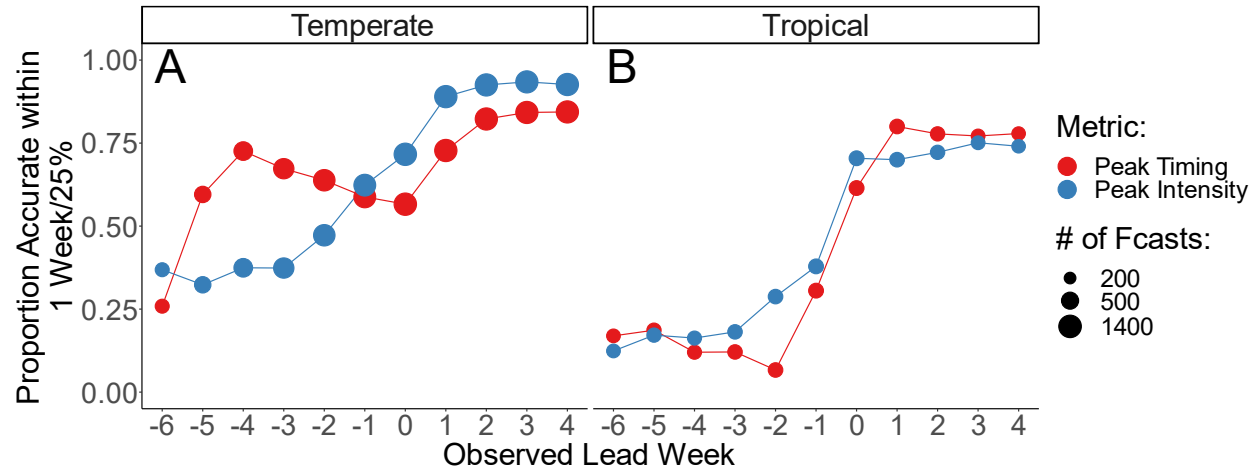 Temperate
Tropical
A
B
Proportion Accurate within
1 Week/25%
1.00
0.75
0.50
0.25
0.00
-6 -5 -4 -3 -2 -1 0 1 2 3 4
-6 -5 -4 -3 -2 -1 0 1 2 3 4
Observed Lead Week
Metric:
Peak Timing
Peak Intensity
# of Fcasts:
200
500
1400